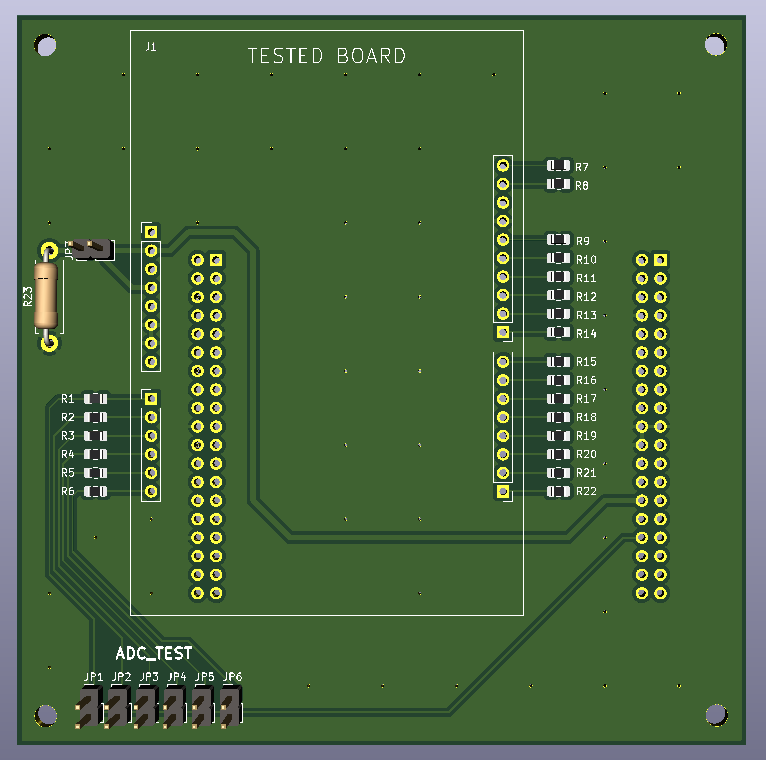 J1
TESTED BOARD
R7
R8
JP7
R9
R10
R11
R23
R12
R13
R14
R15
R16
R1
R17
R2
R18
R3
R19
R4
R20
R5
R21
R6
R22
ADC_TEST
JP1 JP2 JP3 JP4 JP5 JP6